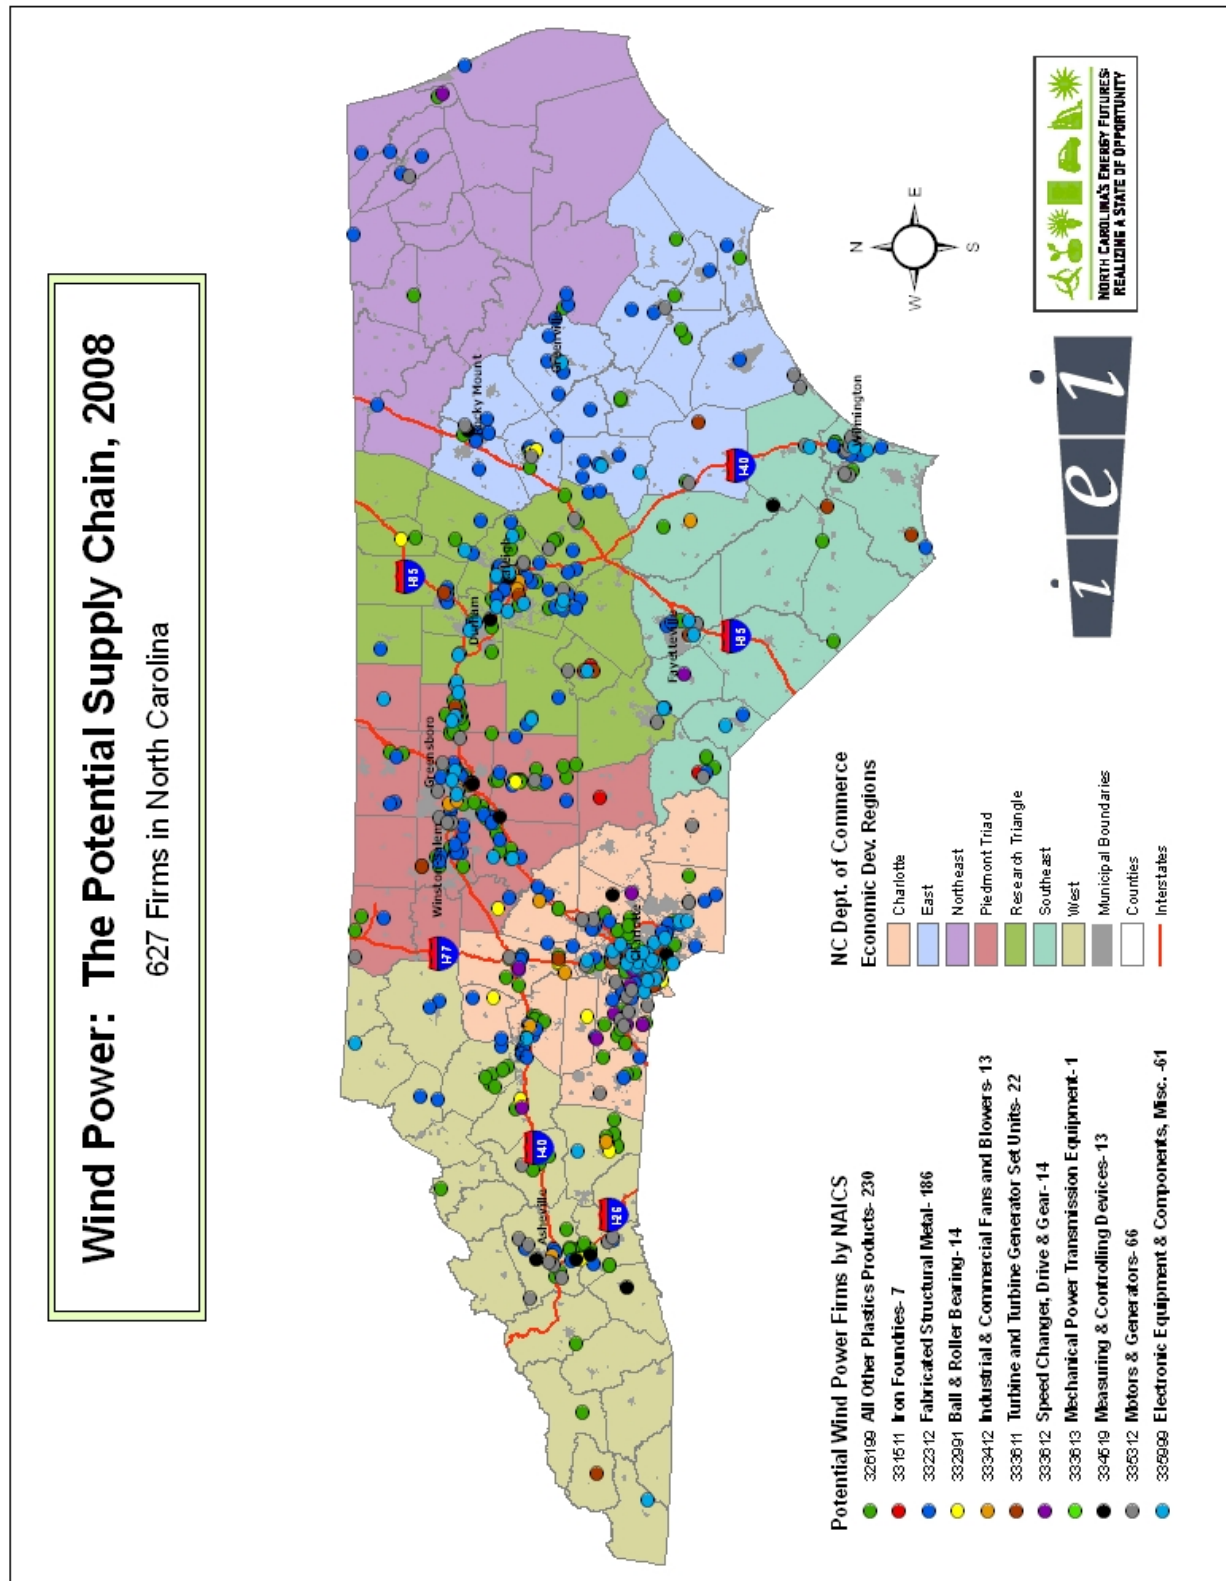 Wind Power:  The Potential Supply Chain, 2008
627 Firms in North Carolina
Rocky Mount
Greenville
I-85
Durham
Raleigh
Greensboro
Winston-Salem
I-77
I-40
Wilmington
Fayetteville
I-95
Charlotte
I-40
Asheville
I-26
N
W
E
S
Potential Wind Power Firms by NAICS
326199 All Other Plastics Products- 230
331511 Iron Foundries- 7
332312 Fabricated Structural Metal- 186
332991 Ball & Roller Bearing- 14
333412 Industrial & Commercial Fans and Blowers- 13
333611 Turbine and Turbine Generator Set Units- 22
333612 Speed Changer, Drive & Gear- 14
333613 Mechanical Power Transmission Equipment- 1
334519 Measuring & Controlling Devices- 13
335312 Motors & Generators- 66
335999 Electronic Equipment & Components, Misc. -61
NC Dept. of Commerce
Economic Dev. Regions
Charlotte
East
Northeast
Piedmont Triad
Research Triangle
Southeast
West
Municipal Boundaries
Counties
Interstates
iei
NORTH CAROLINA'S ENERGY FUTURES:
REALIZING A STATE OF OPPORTUNITY